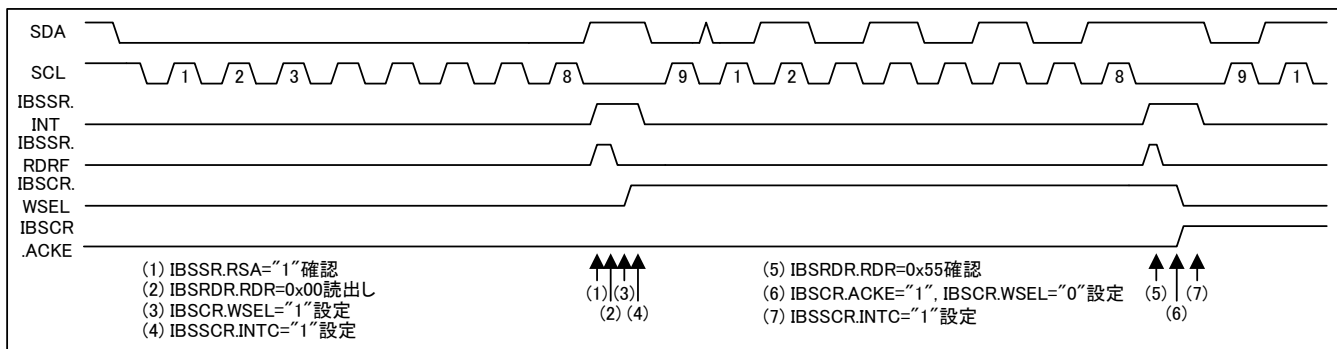 SDA
SCL 1 2 3 8 9 1 2 8 9 1
IBSSR.
INT
IBSSR.
RDRF
IBSCR.
WSEL
IBSCR
.ACKE
(1) IBSSR.RSA="1"確認
(2) IBSRDR.RDR=0x00読出し
(3) IBSCR.WSEL="1"設定
(4) IBSSCR.INTC="1"設定
(1) (3)
(2) (4)
(5) IBSRDR.RDR=0x55確認
(6) IBSCR.ACKE="1", IBSCR.WSEL="0"設定
(7) IBSSCR.INTC="1"設定
(5) (7)
(6)